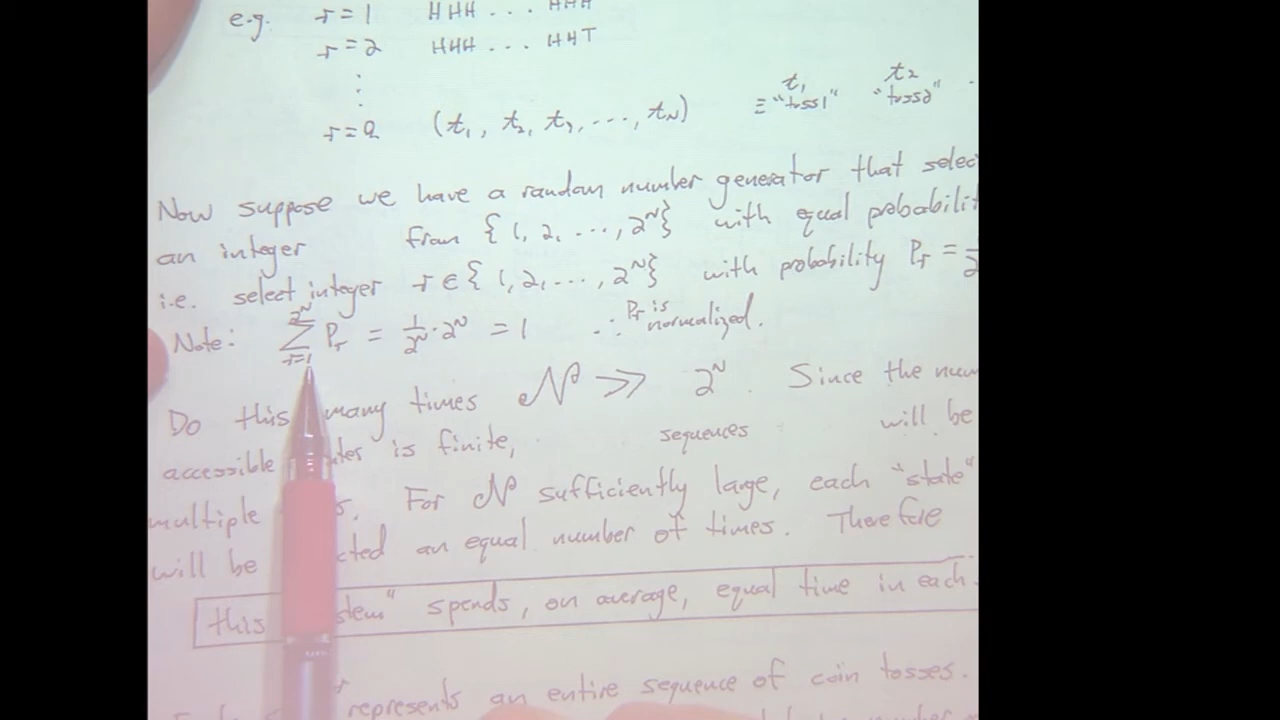 e.g. r=1 HHH... HHH
r=2 HHH... HHT
⋮
r=2 (t₁, t₂, t₃, ..., t_N) ≡ t₁ "toss1" t₂ "toss2"
Now suppose we have a random number generator that selec
an integer from {1, 2, ..., 2^N} with equal probabilit
i.e. select integer r ∈ {1, 2, ..., 2^N} with probability P_r =
Note: \sum_{r=1}^{2^N} P_r = \frac{1}{2^N} · 2^N = 1 ∴ P_r is normalized.
Do this many times 𝒩 >> 2^N. Since the num
accessible is finite, sequences will be
multiple For 𝒩 sufficiently large, each "state"
will be an equal number of times. Therefore
this "spends, on average, equal time in each
represents an entire sequence of coin tosses.